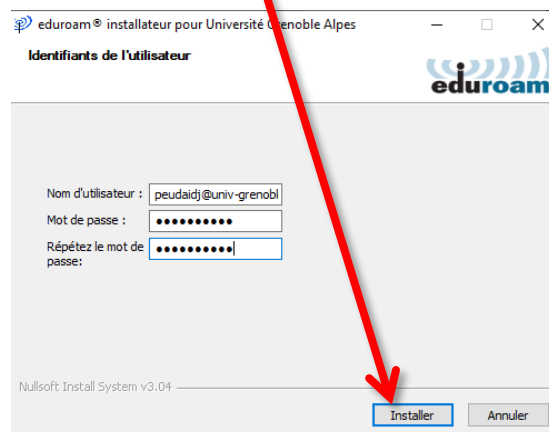 eduroam® installateur pour Université Grenoble Alpes
Identifiants de l'utilisateur
eduroam
Nom d'utilisateur : peudaidj@univ-grenobl
Mot de passe : ●●●●●●●●●●
Répétez le mot de ●●●●●●●●●●
passe:
Nullsoft Install System v3.04
Installer Annuler